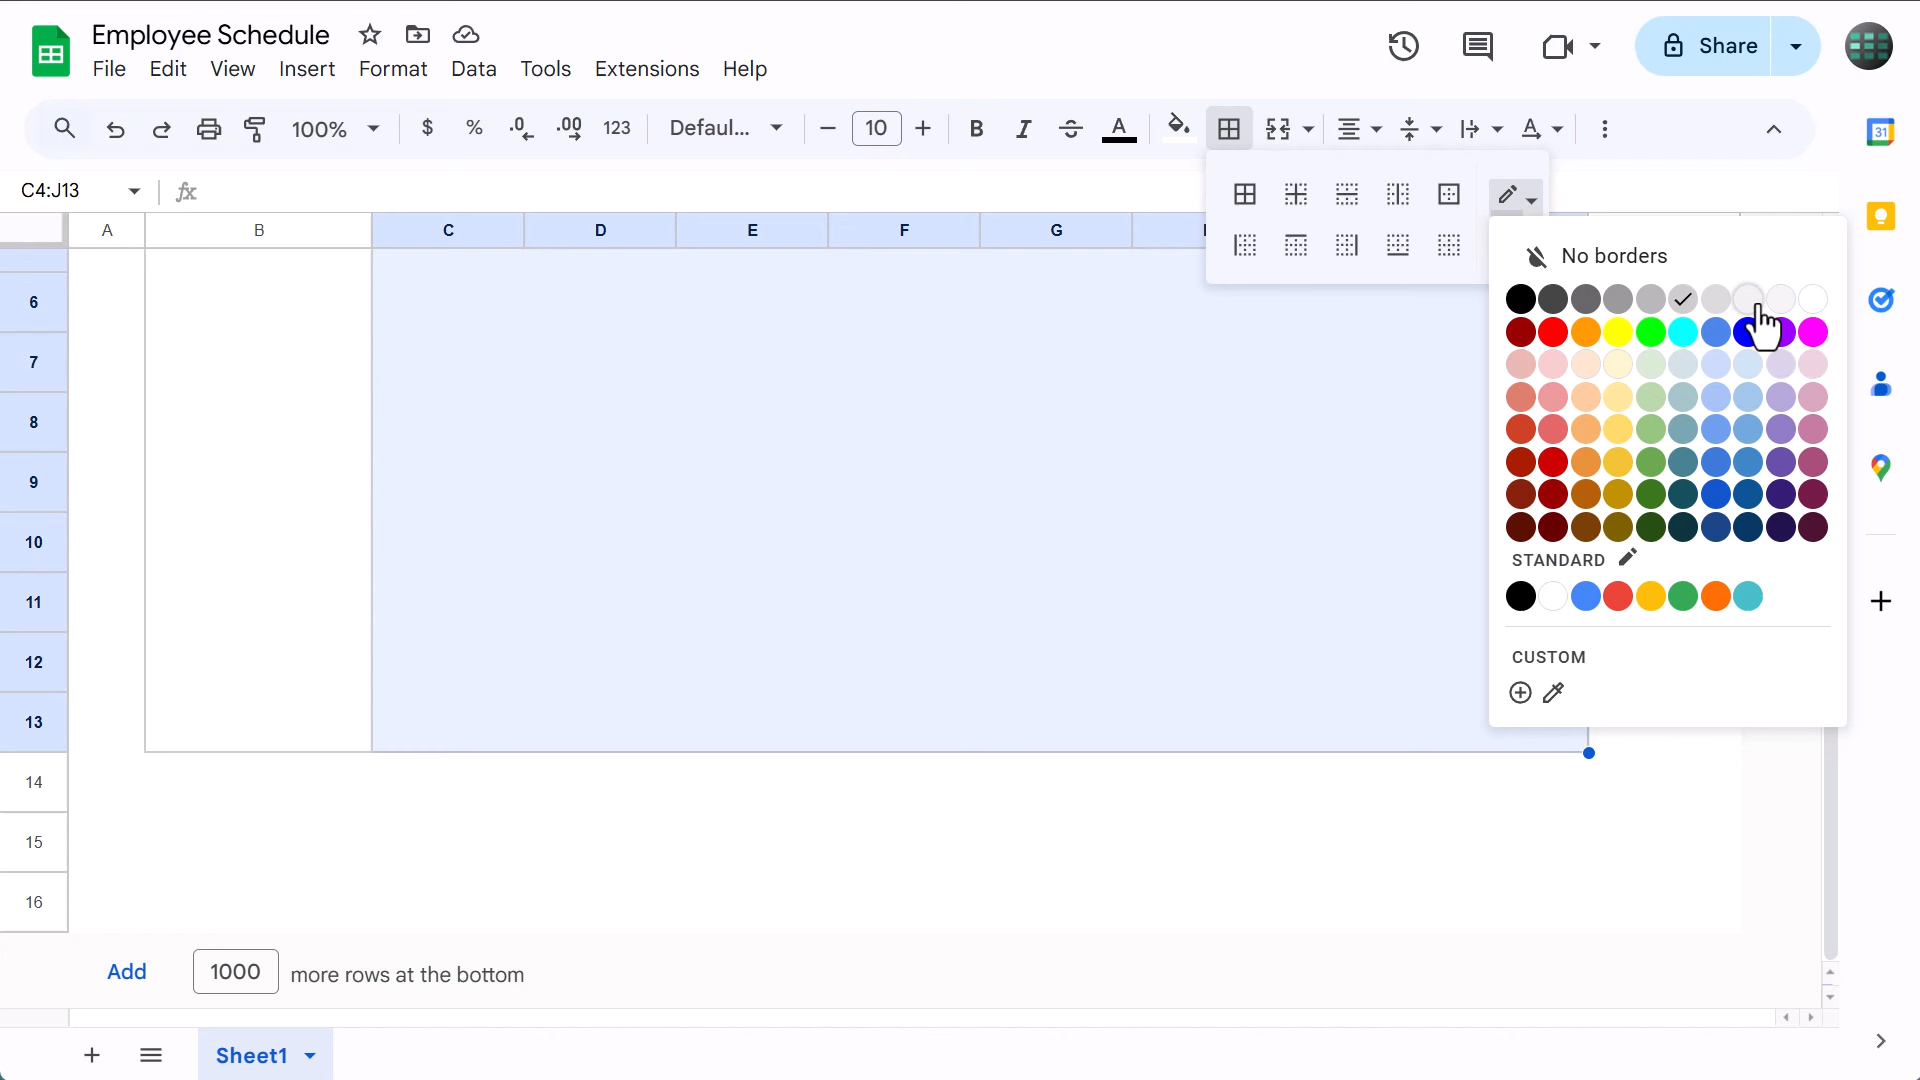 Employee Schedule
File Edit View Insert Format Data Tools Extensions Help
Share
100% $ % .0 .00 123 Defaul... 10 B I S A
C4:J13 fx
A B C D E F G
No borders
6
7
8
9
10
11
12
13
14
15
16
STANDARD
CUSTOM
31
Add 1000 more rows at the bottom
Sheet1